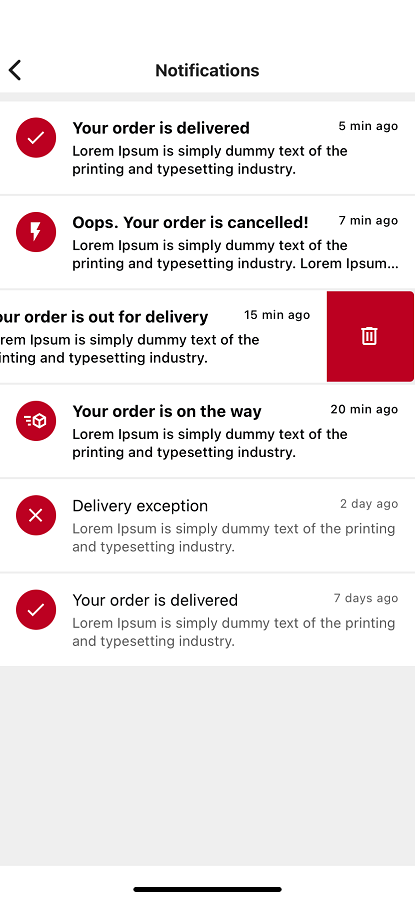 Notifications
Your order is delivered
5 min ago
Lorem Ipsum is simply dummy text of the
printing and typesetting industry.
Oops. Your order is cancelled!
7 min ago
Lorem Ipsum is simply dummy text of the
printing and typesetting industry. Lorem Ipsum...
our order is out for delivery
15 min ago
rem Ipsum is simply dummy text of the
inting and typesetting industry.
Your order is on the way
20 min ago
Lorem Ipsum is simply dummy text of the
printing and typesetting industry.
Delivery exception
2 day ago
Lorem Ipsum is simply dummy text of the printing
and typesetting industry.
Your order is delivered
7 days ago
Lorem Ipsum is simply dummy text of the printing
and typesetting industry.